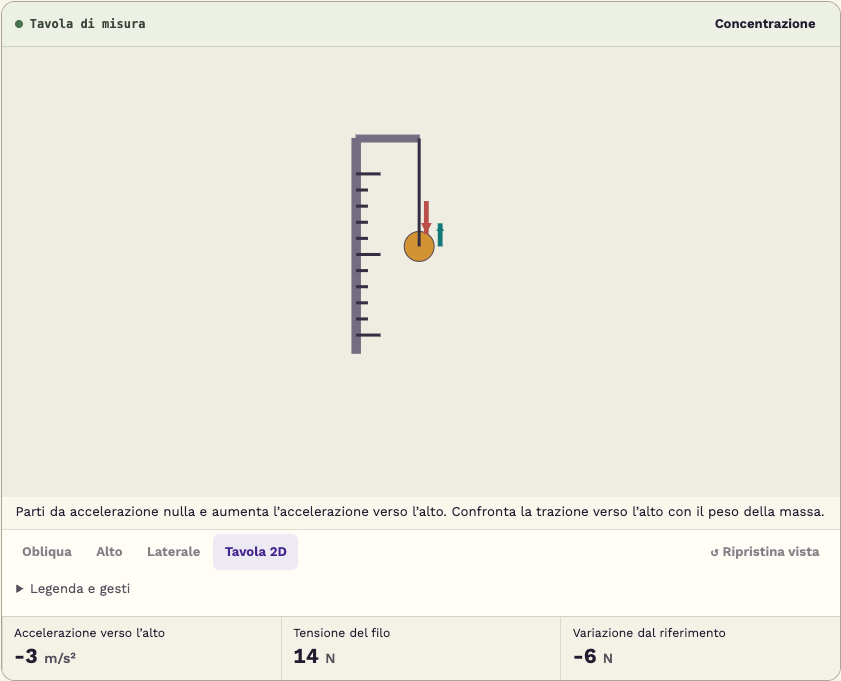 Tavola di misura
Concentrazione
Parti da accelerazione nulla e aumenta l’accelerazione verso l’alto. Confronta la trazione verso l’alto con il peso della massa.
Obliqua Alto Laterale Tavola 2D ↺ Ripristina vista
▶ Legenda e gesti
Accelerazione verso l’alto
-3 m/s²
Tensione del filo
14 N
Variazione dal riferimento
-6 N